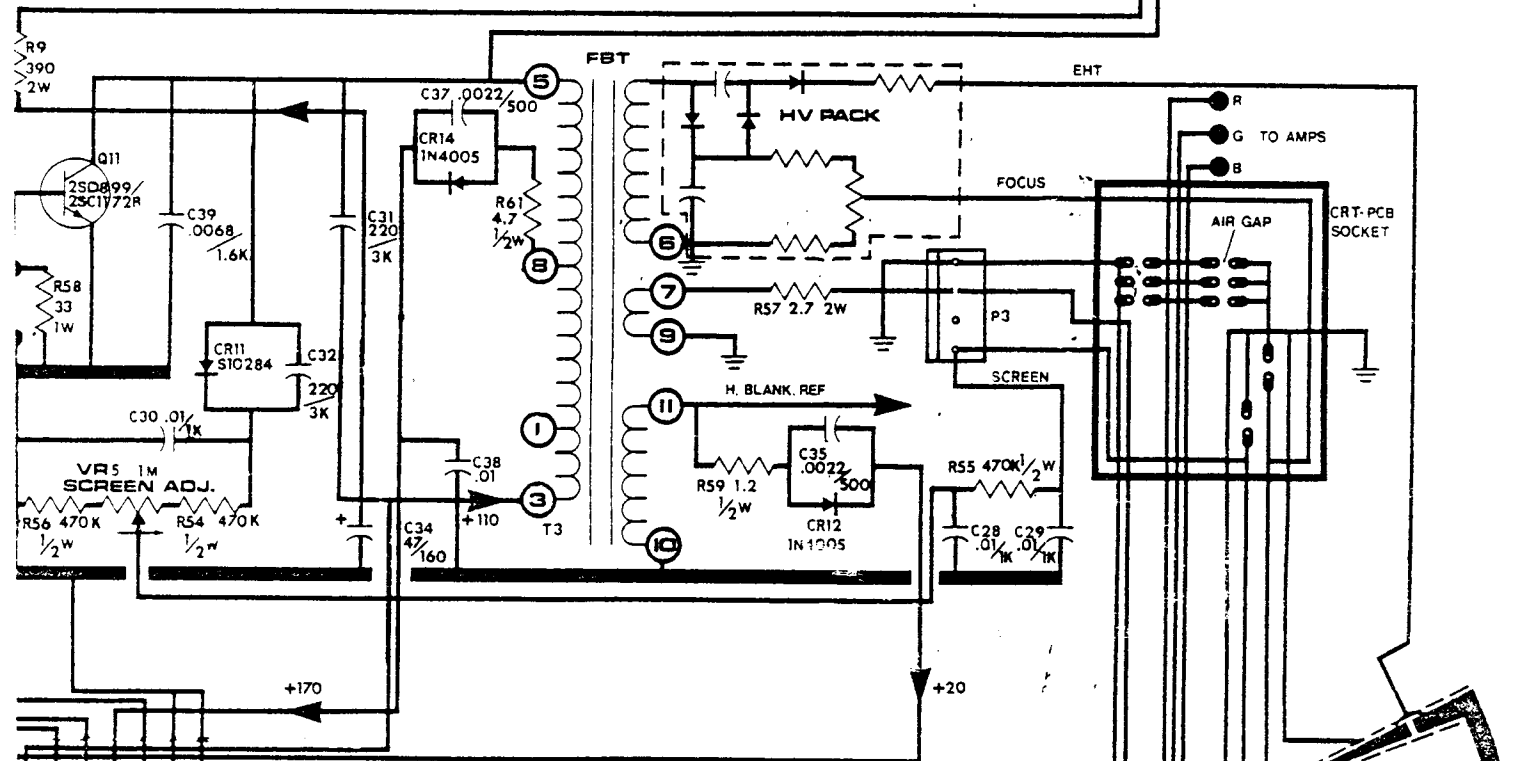 R9
390
2W
FBT
5
EHT
C37 .0022/500
CR14
1N4005
HV PACK
R
G TO AMPS
B
Q11
2SD899/
2SC1172R
C39
.0068/1.6K
C31
220/3K
R61
4.7
1/2W
FOCUS
CRT-PCB
SOCKET
AIR GAP
6
8
R58
33
1W
7
R57 2.7 2W
P3
9
CR11
S10284
C32
220/3K
SCREEN
H. BLANK. REF
11
C30 .01/1K
1
C35
.0022/500
C38
.01
R59 1.2
1/2W
R55 470K 1/2W
VR5 1M
SCREEN ADJ.
R56 470K
1/2W
R54 470K
1/2W
+
C34
47/160
+110
3
T3
CR12
1N4005
10
C28
.01/1K
C29
.01/1K
+170
+20